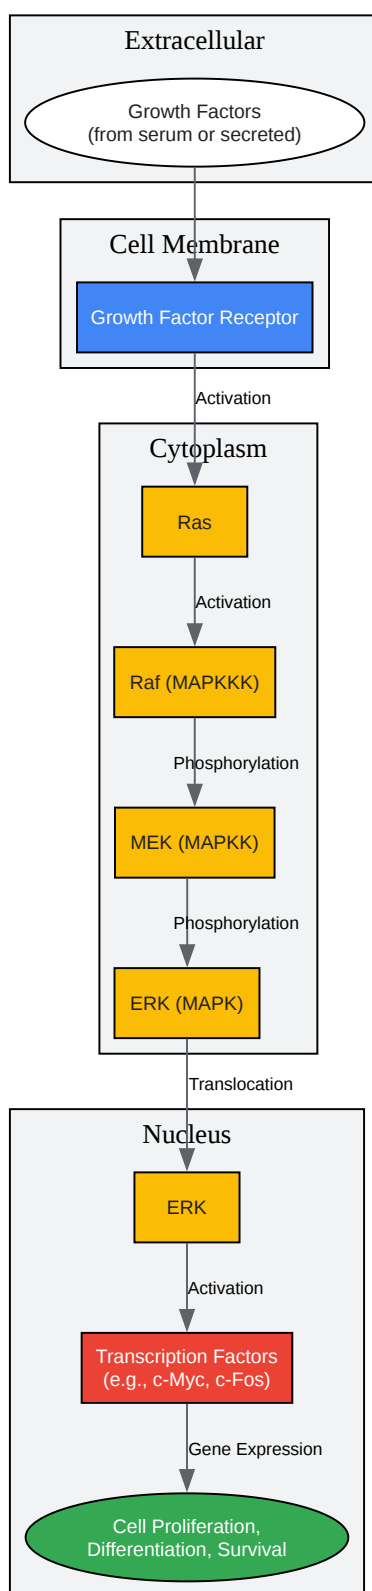 Extracellular
Growth Factors
(from serum or secreted)
Cell Membrane
Growth Factor Receptor
Activation
Cytoplasm
Ras
Activation
Raf (MAPKKK)
Phosphorylation
MEK (MAPKK)
Phosphorylation
ERK (MAPK)
Translocation
Nucleus
ERK
Activation
Transcription Factors
(e.g., c-Myc, c-Fos)
Gene Expression
Cell Proliferation,
Differentiation, Survival